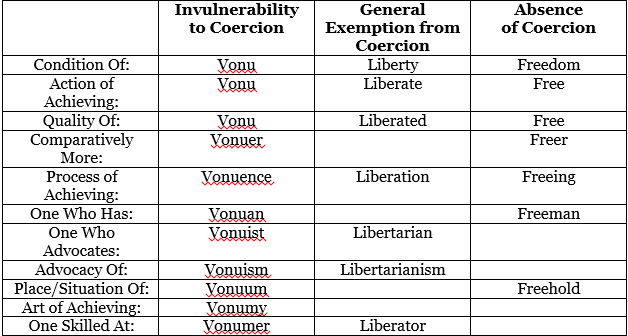 Invulnerability to Coercion General Exemption from Coercion Absence of Coercion
Condition Of: Vonu Liberty Freedom
Action of Achieving: Vonu Liberate Free
Quality Of: Vonu Liberated Free
Comparatively More: Vonuer Freer
Process of Achieving: Vonuence Liberation Freeing
One Who Has: Vonuan Freeman
One Who Advocates: Vonuist Libertarian
Advocacy Of: Vonuism Libertarianism
Place/Situation Of: Vonuum Freehold
Art of Achieving: Vonumy
One Skilled At: Vonumer Liberator